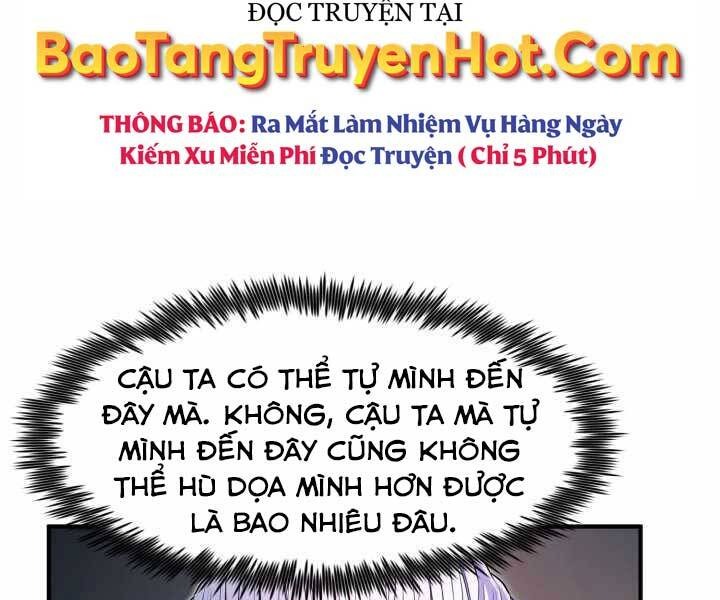 ĐỌC TRUYỆN TẠI
BaoTangTruyenHot.Com
THÔNG BÁO: Ra Mắt Làm Nhiệm Vụ Hàng Ngày
Kiếm Xu Miễn Phí Đọc Truyện ( Chỉ 5 Phút)
CẬU TA CÓ THỂ TỰ MÌNH ĐẾN
ĐÂY MÀ. KHÔNG, CẬU TA MÀ TỰ
MÌNH ĐẾN ĐÂY CŨNG KHÔNG
THỂ HÙ DỌA MÌNH HƠN ĐƯỢC
LÀ BAO NHIÊU ĐÂU.